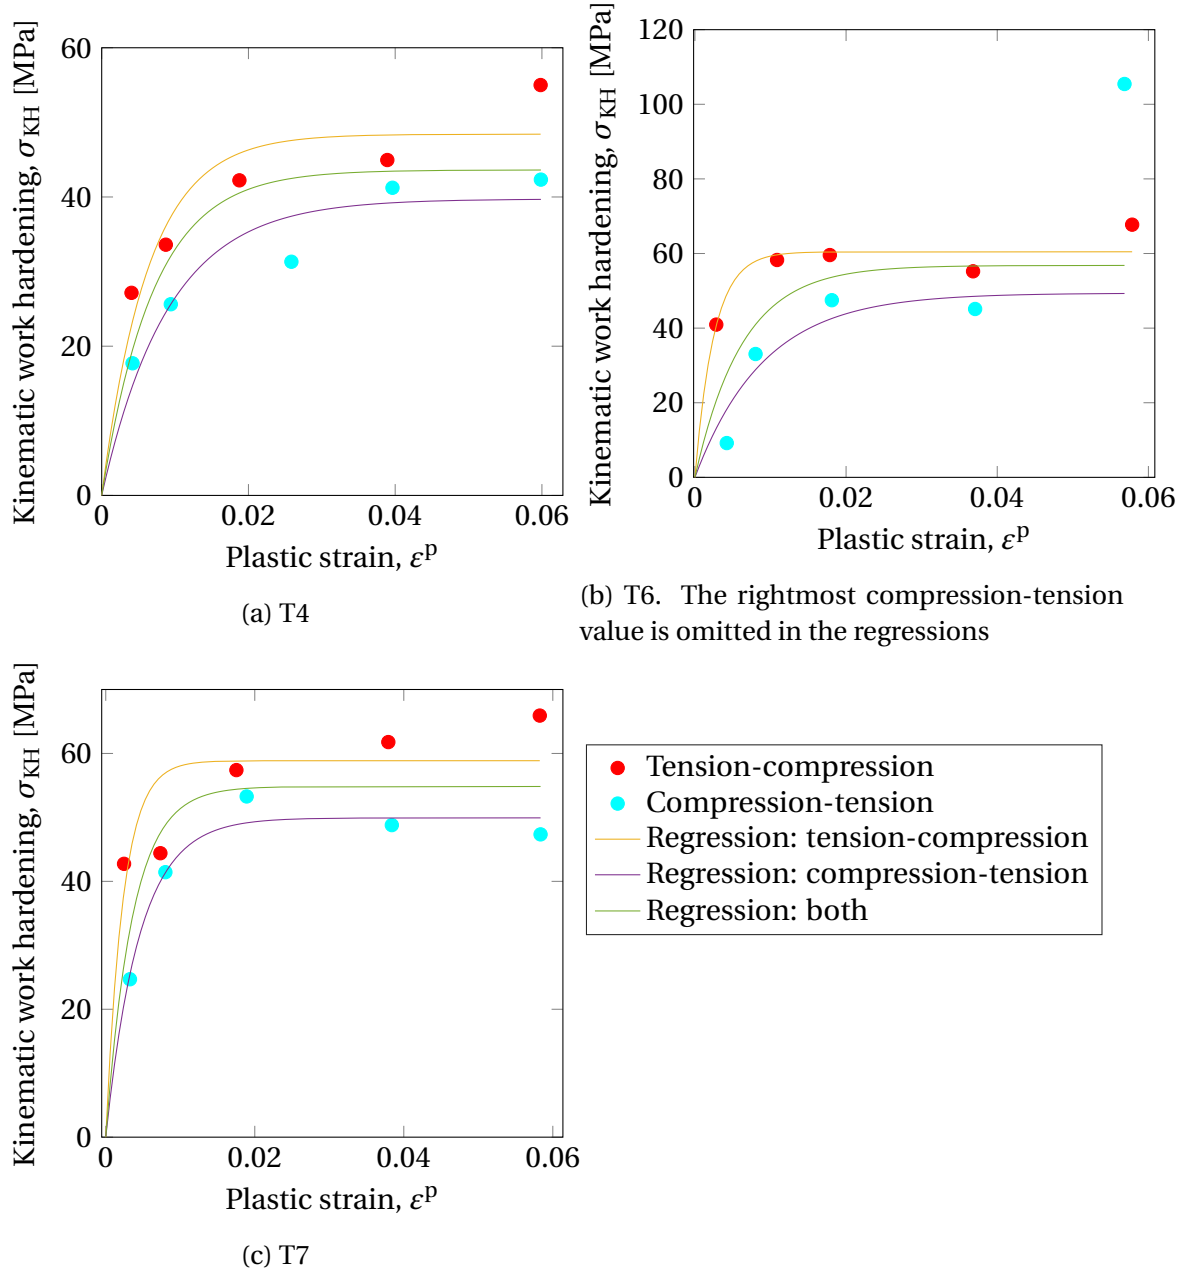 60
40
20
0
0
0.02
0.04
0.06
Kinematic work hardening, σKH [MPa]
Plastic strain, εᵖ
(a) T4
120
100
80
60
40
20
0
0
0.02
0.04
0.06
Kinematic work hardening, σKH [MPa]
Plastic strain, εᵖ
(b) T6. The rightmost compression-tension
value is omitted in the regressions
60
40
20
0
0
0.02
0.04
0.06
Kinematic work hardening, σKH [MPa]
Plastic strain, εᵖ
(c) T7
Tension-compression
Compression-tension
Regression: tension-compression
Regression: compression-tension
Regression: both